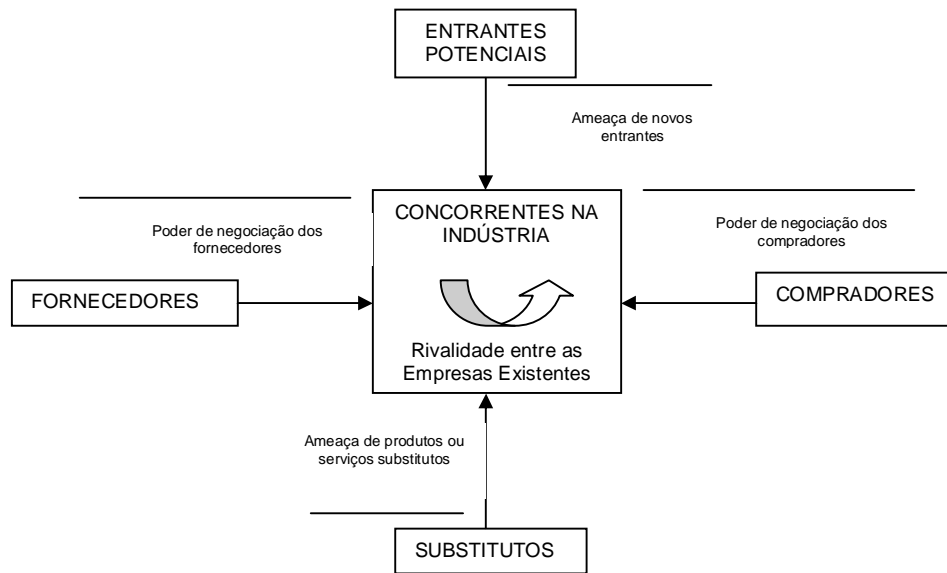 ENTRANTES
POTENCIAIS
Ameaça de novos
entrantes
Poder de negociação dos
fornecedores
CONCORRENTES NA
INDÚSTRIA
Poder de negociação dos
compradores
FORNECEDORES
COMPRADORES
Rivalidade entre as
Empresas Existentes
Ameaça de produtos ou
serviços substitutos
SUBSTITUTOS